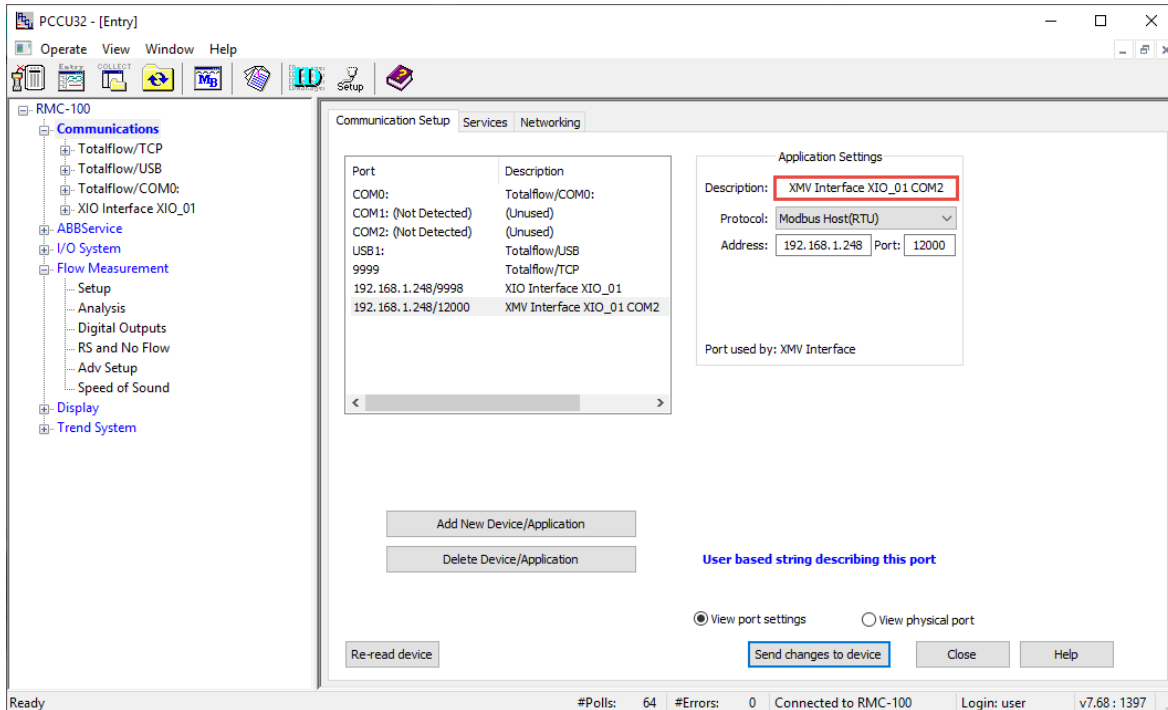 PCCU32 - [Entry]
Operate View Window Help
Entry COLLECT MB ID Manager Setup
RMC-100
Communications
Totalflow/TCP
Totalflow/USB
Totalflow/COM0:
XIO Interface XIO_01
ABBService
I/O System
Flow Measurement
Setup
Analysis
Digital Outputs
RS and No Flow
Adv Setup
Speed of Sound
Display
Trend System
Communication Setup Services Networking
Port Description
COM0: Totalflow/COM0:
COM1: (Not Detected) (Unused)
COM2: (Not Detected) (Unused)
USB1: Totalflow/USB
9999 Totalflow/TCP
192.168.1.248/9998 XIO Interface XIO_01
192.168.1.248/12000 XMV Interface XIO_01 COM2
Application Settings
Description: XMV Interface XIO_01 COM2
Protocol: Modbus Host(RTU)
Address: 192.168.1.248 Port: 12000
Port used by: XMV Interface
Add New Device/Application
Delete Device/Application
User based string describing this port
View port settings View physical port
Re-read device Send changes to device Close Help
Ready #Polls: 64 #Errors: 0 Connected to RMC-100 Login: user v7.68 : 1397